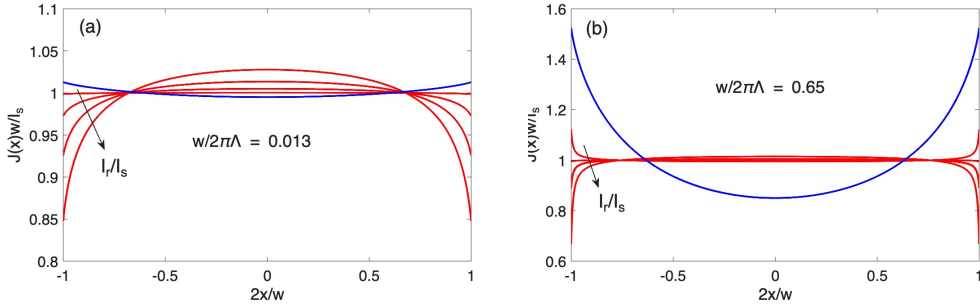 (a)
J(x)w/I_s
1.1
1.05
1
0.95
0.9
0.85
0.8
w/2πΛ = 0.013
I_r/I_s
-1 -0.5 0 0.5 1
2x/w
(b)
J(x)w/I_s
1.6
1.4
1.2
1
0.8
0.6
w/2πΛ = 0.65
I_r/I_s
-1 -0.5 0 0.5 1
2x/w